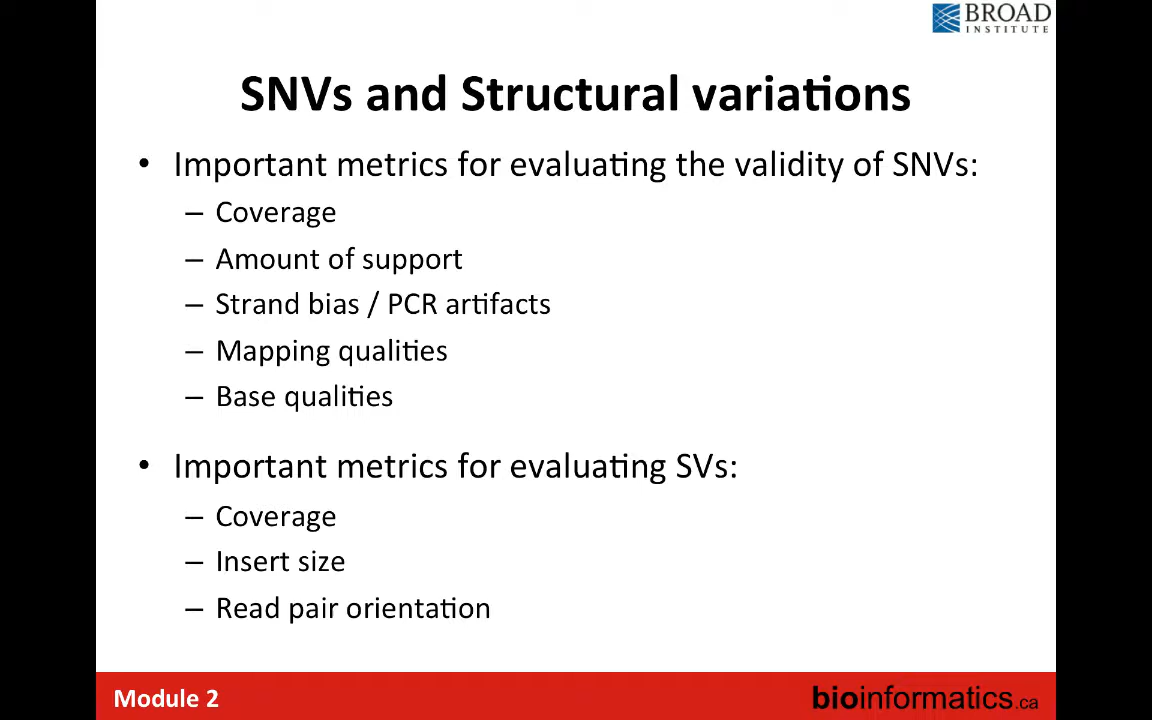 BROAD
INSTITUTE
SNVs and Structural variations
• Important metrics for evaluating the validity of SNVs:
– Coverage
– Amount of support
– Strand bias / PCR artifacts
– Mapping qualities
– Base qualities
• Important metrics for evaluating SVs:
– Coverage
– Insert size
– Read pair orientation
Module 2
bioinformatics.ca